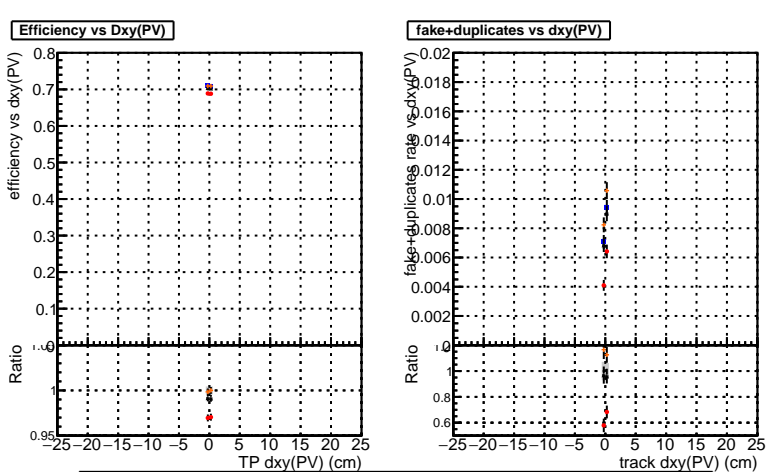 Efficiency vs Dxy(PV)
efficiency vs dxy(PV)
0.8
0.7
0.6
0.5
0.4
0.3
0.2
0.1
0
Ratio
1
0.95
−25 −20 −15 −10 −5 0 5 10 15 20 25
TP dxy(PV) (cm)
fake+duplicates vs dxy(PV)
fake+duplicates rate vs dxy(PV)
0.02
0.018
0.016
0.014
0.012
0.01
0.008
0.006
0.004
0.002
0
Ratio
1
0.8
0.6
−25 −20 −15 −10 −5 0 5 10 15 20 25
track dxy(PV) (cm)